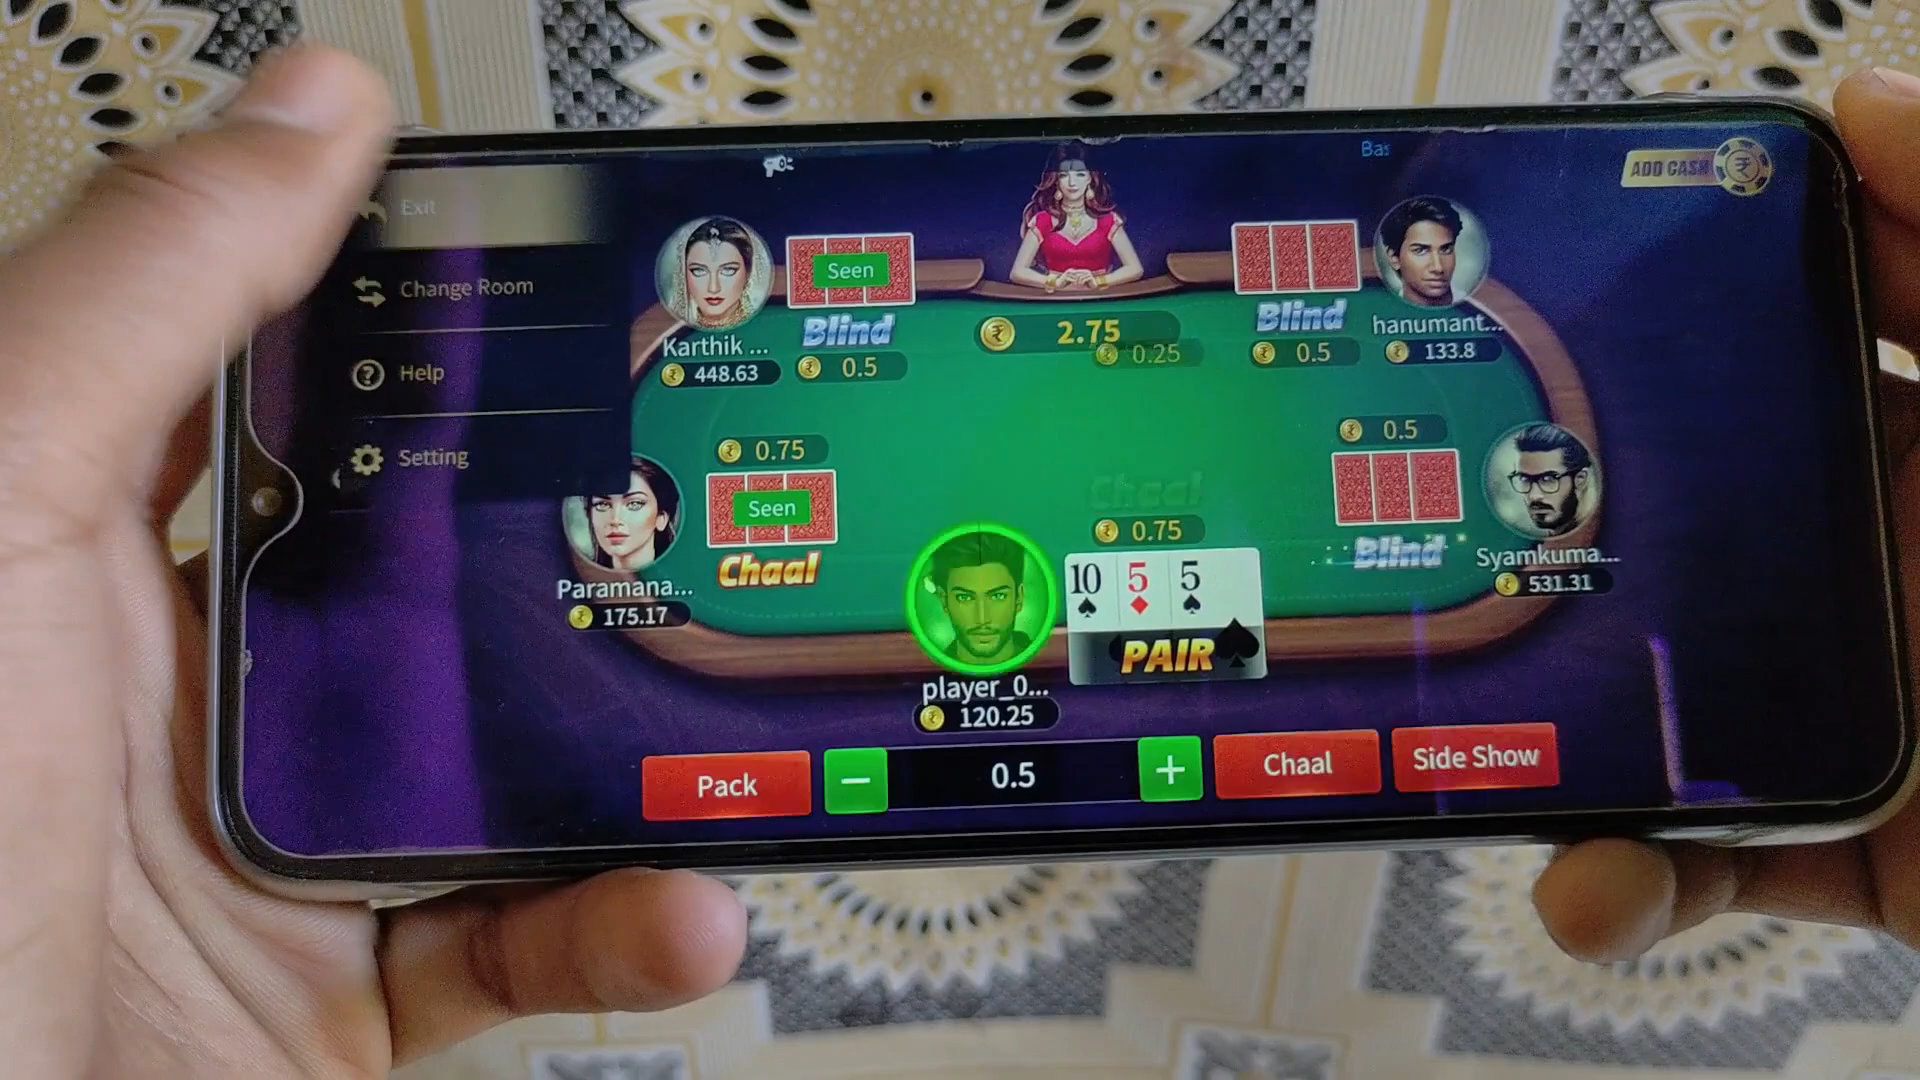 Exit
Change Room
Help
Setting
ADD CASH
Seen
Blind
Karthik ...
448.63
0.5
2.75
0.25
Blind
hanumant...
0.5
133.8
0.75
Seen
Chaal
Paramana...
175.17
Chaal
0.75
10 5 5
PAIR
player_0...
120.25
0.5
Blind
Syamkuma...
531.31
Pack
− 0.5 +
Chaal
Side Show